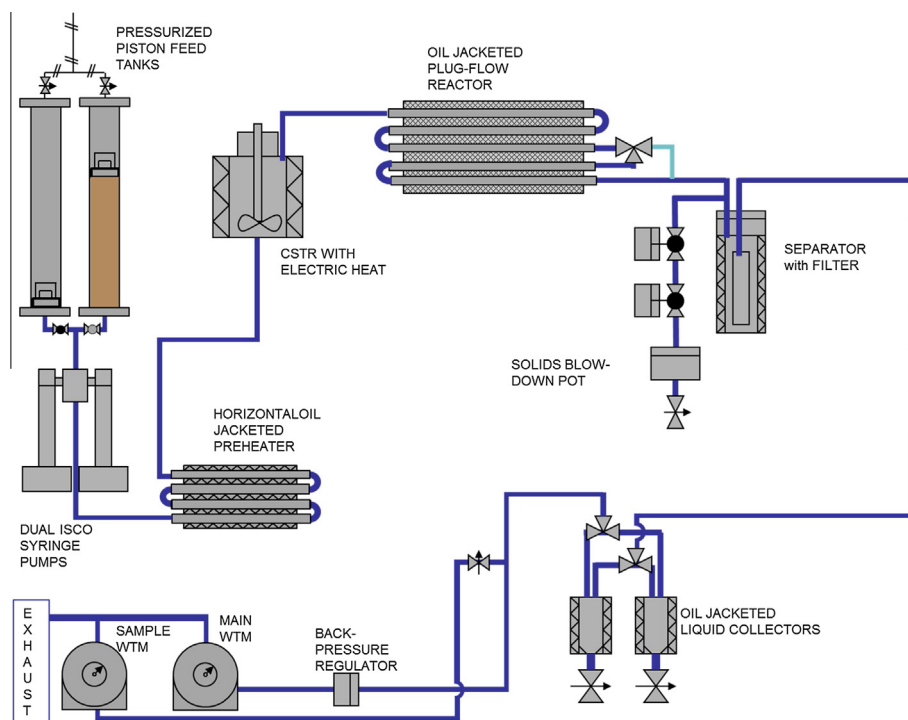 PRESSURIZED
PISTON FEED
TANKS
OIL JACKETED
PLUG-FLOW
REACTOR
CSTR WITH
ELECTRIC HEAT
SEPARATOR
with FILTER
SOLIDS BLOW-
DOWN POT
HORIZONTALOIL
JACKETED
PREHEATER
DUAL ISCO
SYRINGE
PUMPS
EXHAUST
SAMPLE
WTM
MAIN
WTM
BACK-
PRESSURE
REGULATOR
OIL JACKETED
LIQUID COLLECTORS